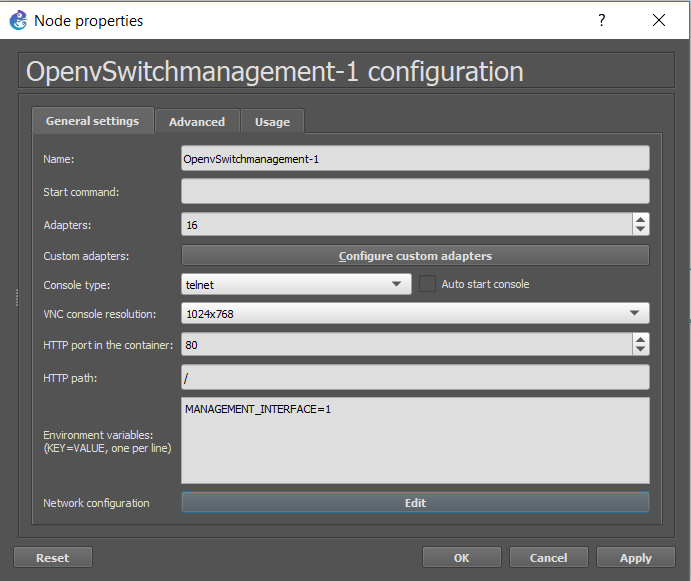 Node properties
?
OpenvSwitchmanagement-1 configuration
General settings
Advanced
Usage
Name:
OpenvSwitchmanagement-1
Start command:
Adapters:
16
Custom adapters:
Configure custom adapters
Console type:
telnet
Auto start console
VNC console resolution:
1024x768
HTTP port in the container:
80
HTTP path:
/
Environment variables:
(KEY=VALUE, one per line)
MANAGEMENT_INTERFACE=1
Network configuration
Edit
Reset
OK
Cancel
Apply